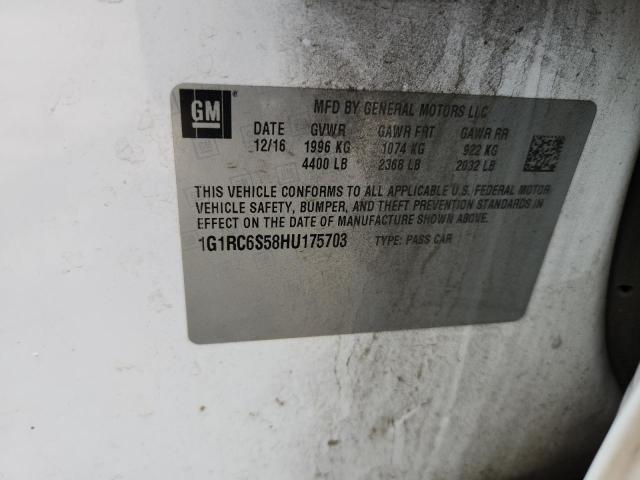 GM ®
MFD BY GENERAL MOTORS LLC
DATE GVWR GAWR FRT GAWR RR
12/16 1996 KG 1074 KG 922 KG
4400 LB 2368 LB 2032 LB
THIS VEHICLE CONFORMS TO ALL APPLICABLE U.S. FEDERAL MOTOR
VEHICLE SAFETY, BUMPER, AND THEFT PREVENTION STANDARDS IN
EFFECT ON THE DATE OF MANUFACTURE SHOWN ABOVE.
1G1RC6S58HU175703 TYPE: PASS CAR